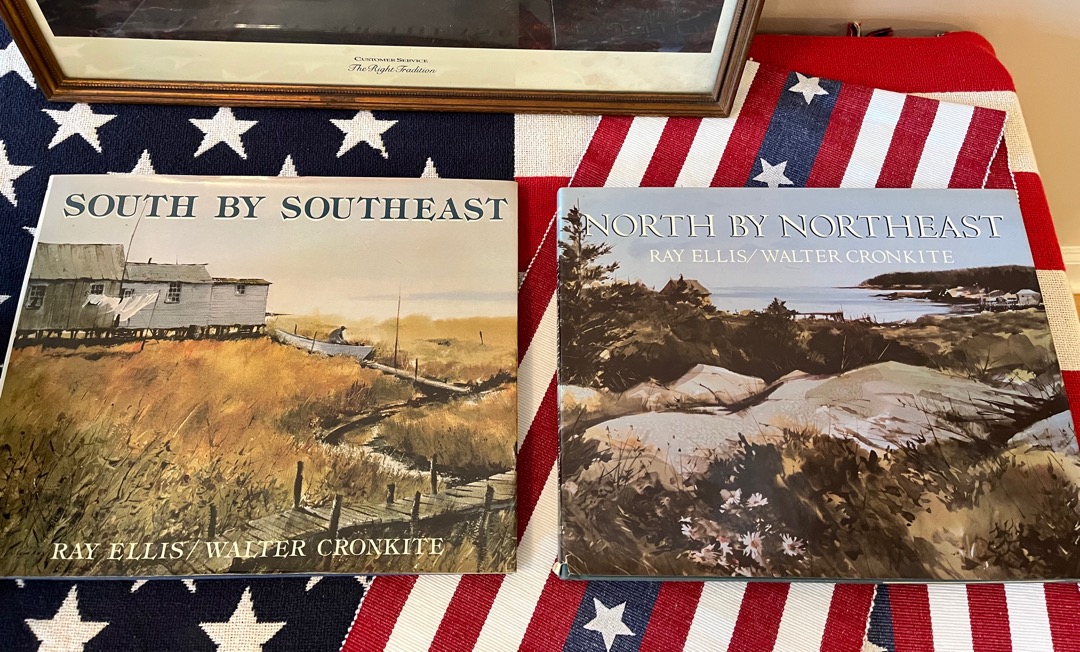 CUSTOMER SERVICE
The Right Tradition
SOUTH BY SOUTHEAST
RAY ELLIS/WALTER CRONKITE
NORTH BY NORTHEAST
RAY ELLIS/WALTER CRONKITE